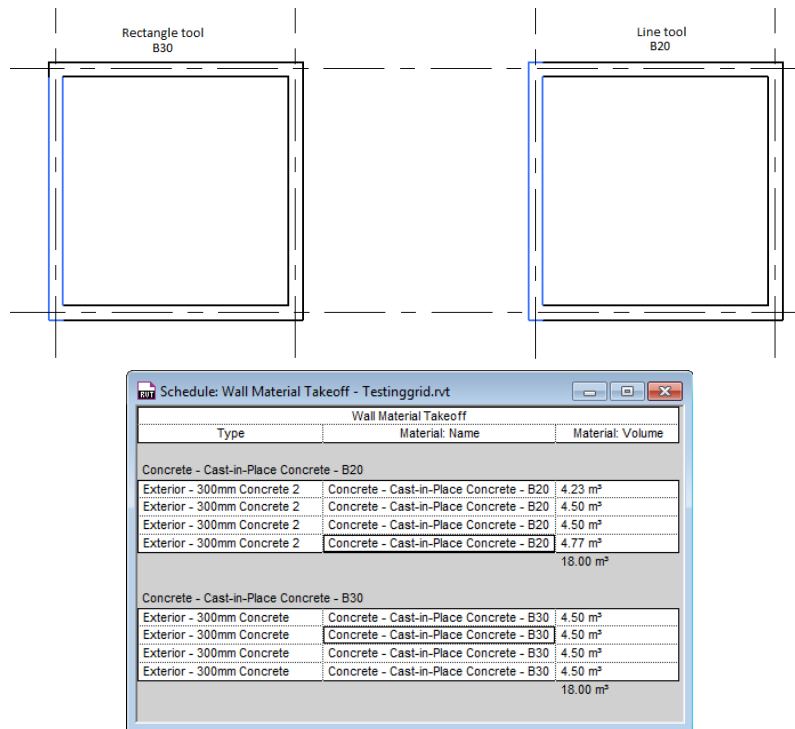 Rectangle tool
B30
Line tool
B20
RVT Schedule: Wall Material Takeoff - Testinggrid.rvt
Wall Material Takeoff
Type Material: Name Material: Volume
Concrete - Cast-in-Place Concrete - B20
Exterior - 300mm Concrete 2 Concrete - Cast-in-Place Concrete - B20 4.23 m³
Exterior - 300mm Concrete 2 Concrete - Cast-in-Place Concrete - B20 4.50 m³
Exterior - 300mm Concrete 2 Concrete - Cast-in-Place Concrete - B20 4.50 m³
Exterior - 300mm Concrete 2 Concrete - Cast-in-Place Concrete - B20 4.77 m³
18.00 m³
Concrete - Cast-in-Place Concrete - B30
Exterior - 300mm Concrete Concrete - Cast-in-Place Concrete - B30 4.50 m³
Exterior - 300mm Concrete Concrete - Cast-in-Place Concrete - B30 4.50 m³
Exterior - 300mm Concrete Concrete - Cast-in-Place Concrete - B30 4.50 m³
Exterior - 300mm Concrete Concrete - Cast-in-Place Concrete - B30 4.50 m³
18.00 m³